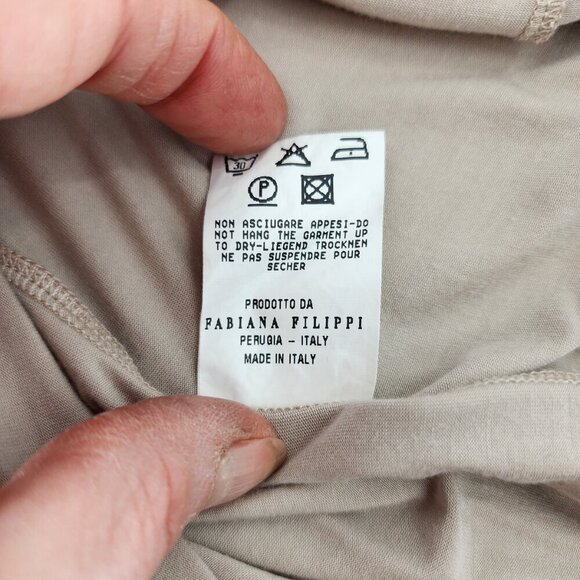 30
P
NON ASCIUGARE APPESI-DO
NOT HANG THE GARMENT UP
TO DRY-LIEGEND TROCKNEN
NE PAS SUSPENDRE POUR
SECHER
PRODOTTO DA
FABIANA FILIPPI
PERUGIA - ITALY
MADE IN ITALY